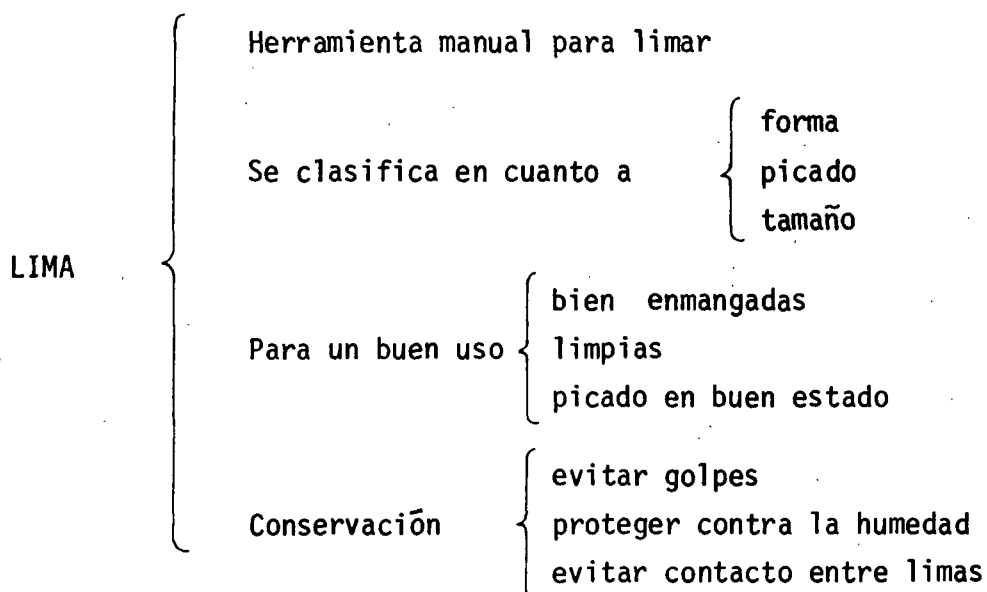 Herramienta manual para limar
Se clasifica en cuanto a
forma
picado
tamaño
LIMA
Para un buen uso
bien enmangadas
limpias
picado en buen estado
Conservación
evitar golpes
proteger contra la humedad
evitar contacto entre limas